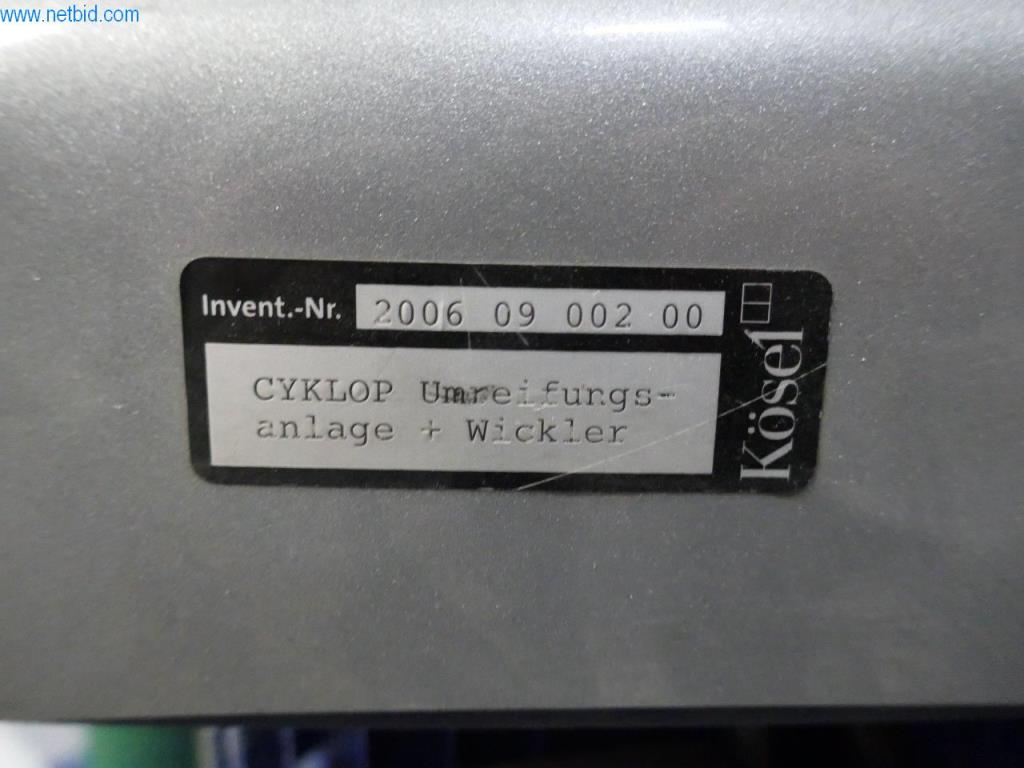 www.netbid.com
Invent.-Nr. 2006 09 002 00
CYKLOP Umreifungs-
anlage + Wickler
Kösel